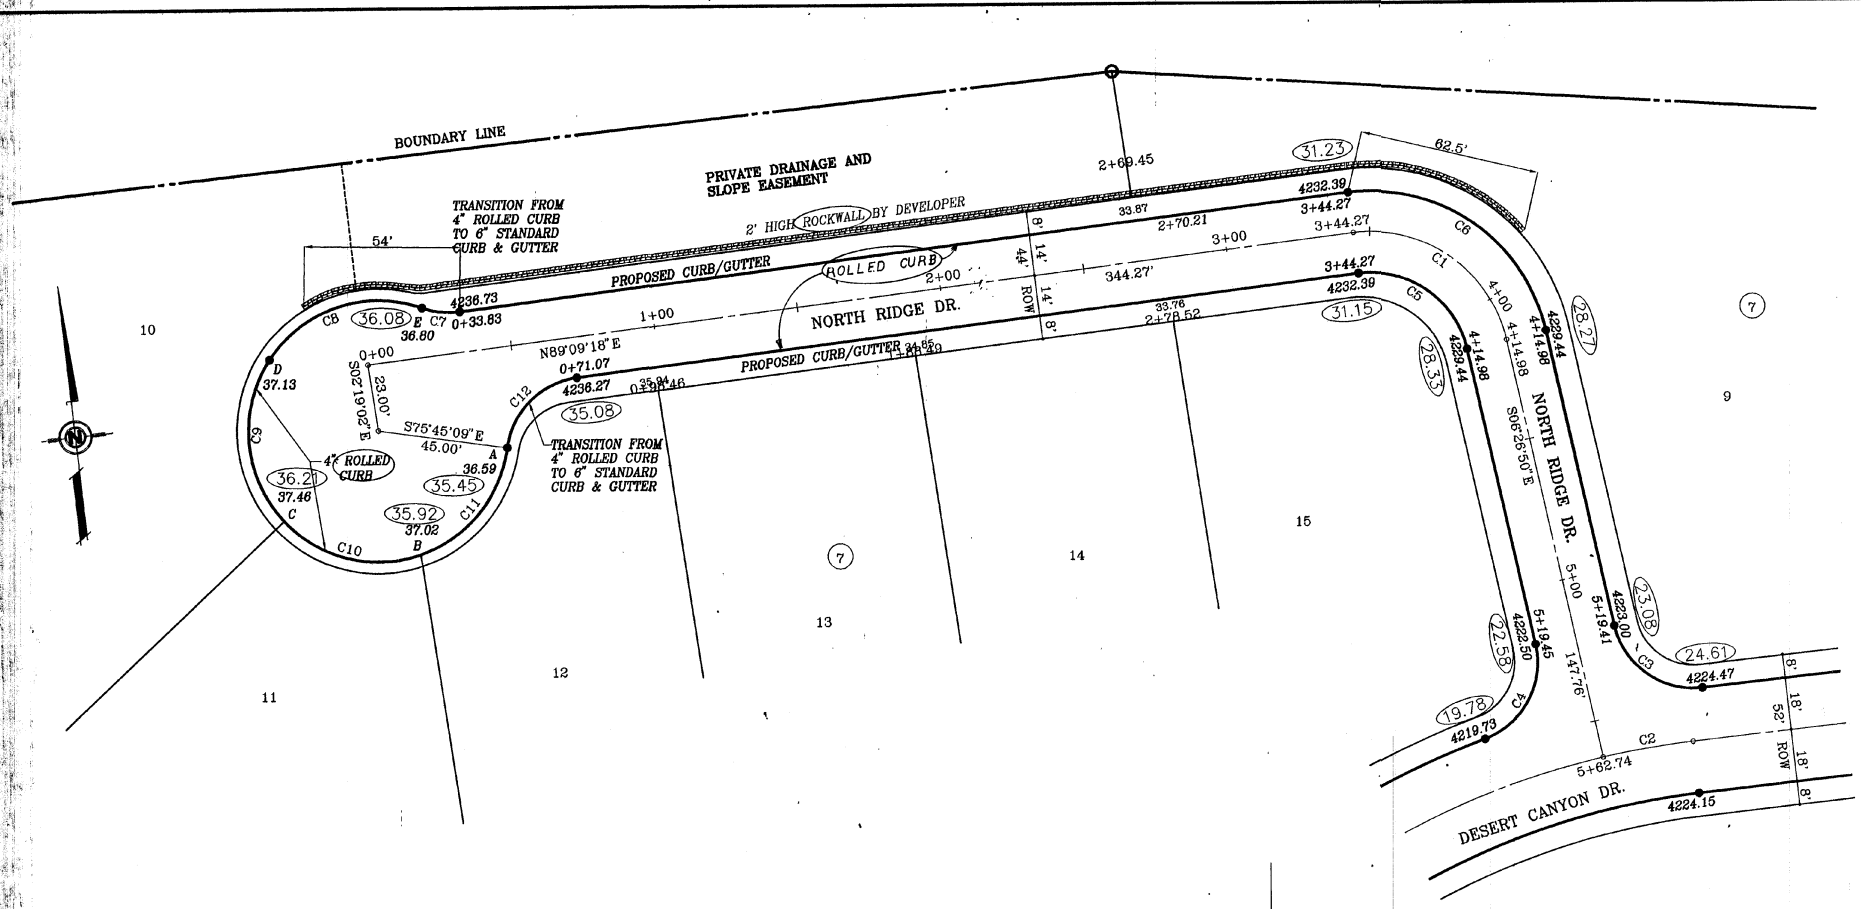 BOUNDARY LINE
PRIVATE DRAINAGE AND
SLOPE EASEMENT
2+69.45
31.23
62.5'
TRANSITION FROM
4" ROLLED CURB
TO 6" STANDARD
CURB & GUTTER
54'
2' HIGH ROCKWALL BY DEVELOPER
4232.39
3+44.27
33.87
2+70.21
8'
14'
44'
ROW
14'
8'
3+00
3+44.27
C6
C1
PROPOSED CURB/GUTTER
ROLLED CURB
2+00
344.27'
3+44.27
4232.39
C5
4+00
4236.73
0+33.83
E
C7
36.80
36.08
C8
10
1+00
NORTH RIDGE DR.
33.76
2+78.52
31.15
4+14.98
4+14.98
4229.44
28.27
7
0+00
N89°09'18"E
0+71.07
4236.27
PROPOSED CURB/GUTTER
34.85
35.94
0+96.46
28.33
4229.44
4+14.98
9
D
37.13
S02°19'02"E
23.00'
C12
35.08
S75°45'09"E
45.00'
A
36.59
TRANSITION FROM
4" ROLLED CURB
TO 6" STANDARD
CURB & GUTTER
NORTH RIDGE DR.
S06°26'50"E
N
C9
4" ROLLED
CURB
36.21
37.46
C
35.45
35.92
37.02
B
C11
C10
15
7
14
13
12
11
5+00
5+19.41
4223.00
23.08
22.58
4222.50
5+19.45
147.76'
C3
24.61
4224.47
8'
18'
52'
ROW
18'
8'
C4
19.78
4219.73
C2
5+62.74
DESERT CANYON DR.
4224.15